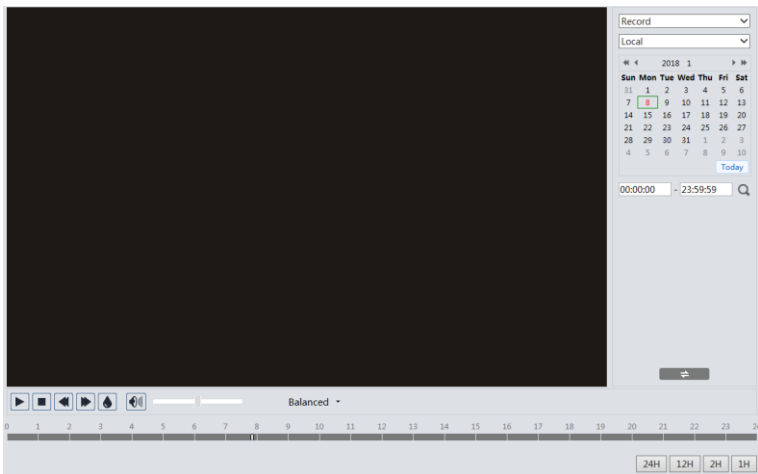 Record
Local
2018 1
Sun Mon Tue Wed Thu Fri Sat
31 1 2 3 4 5 6
7 8 9 10 11 12 13
14 15 16 17 18 19 20
21 22 23 24 25 26 27
28 29 30 31 1 2 3
4 5 6 7 8 9 10
Today
00:00:00 - 23:59:59
Balanced
0 1 2 3 4 5 6 7 8 9 10 11 12 13 14 15 16 17 18 19 20 21 22 23 2
24H 12H 2H 1H